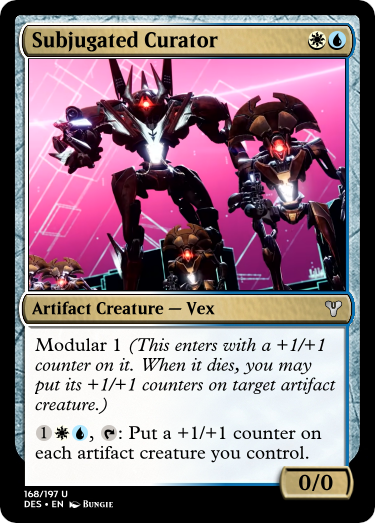 Subjugated Curator
Artifact Creature — Vex
Modular 1 (This enters with a +1/+1
counter on it. When it dies, you may
put its +1/+1 counters on target artifact
creature.)
1, : Put a +1/+1 counter on
each artifact creature you control.
0/0
168/197 U
DES • EN Bungie